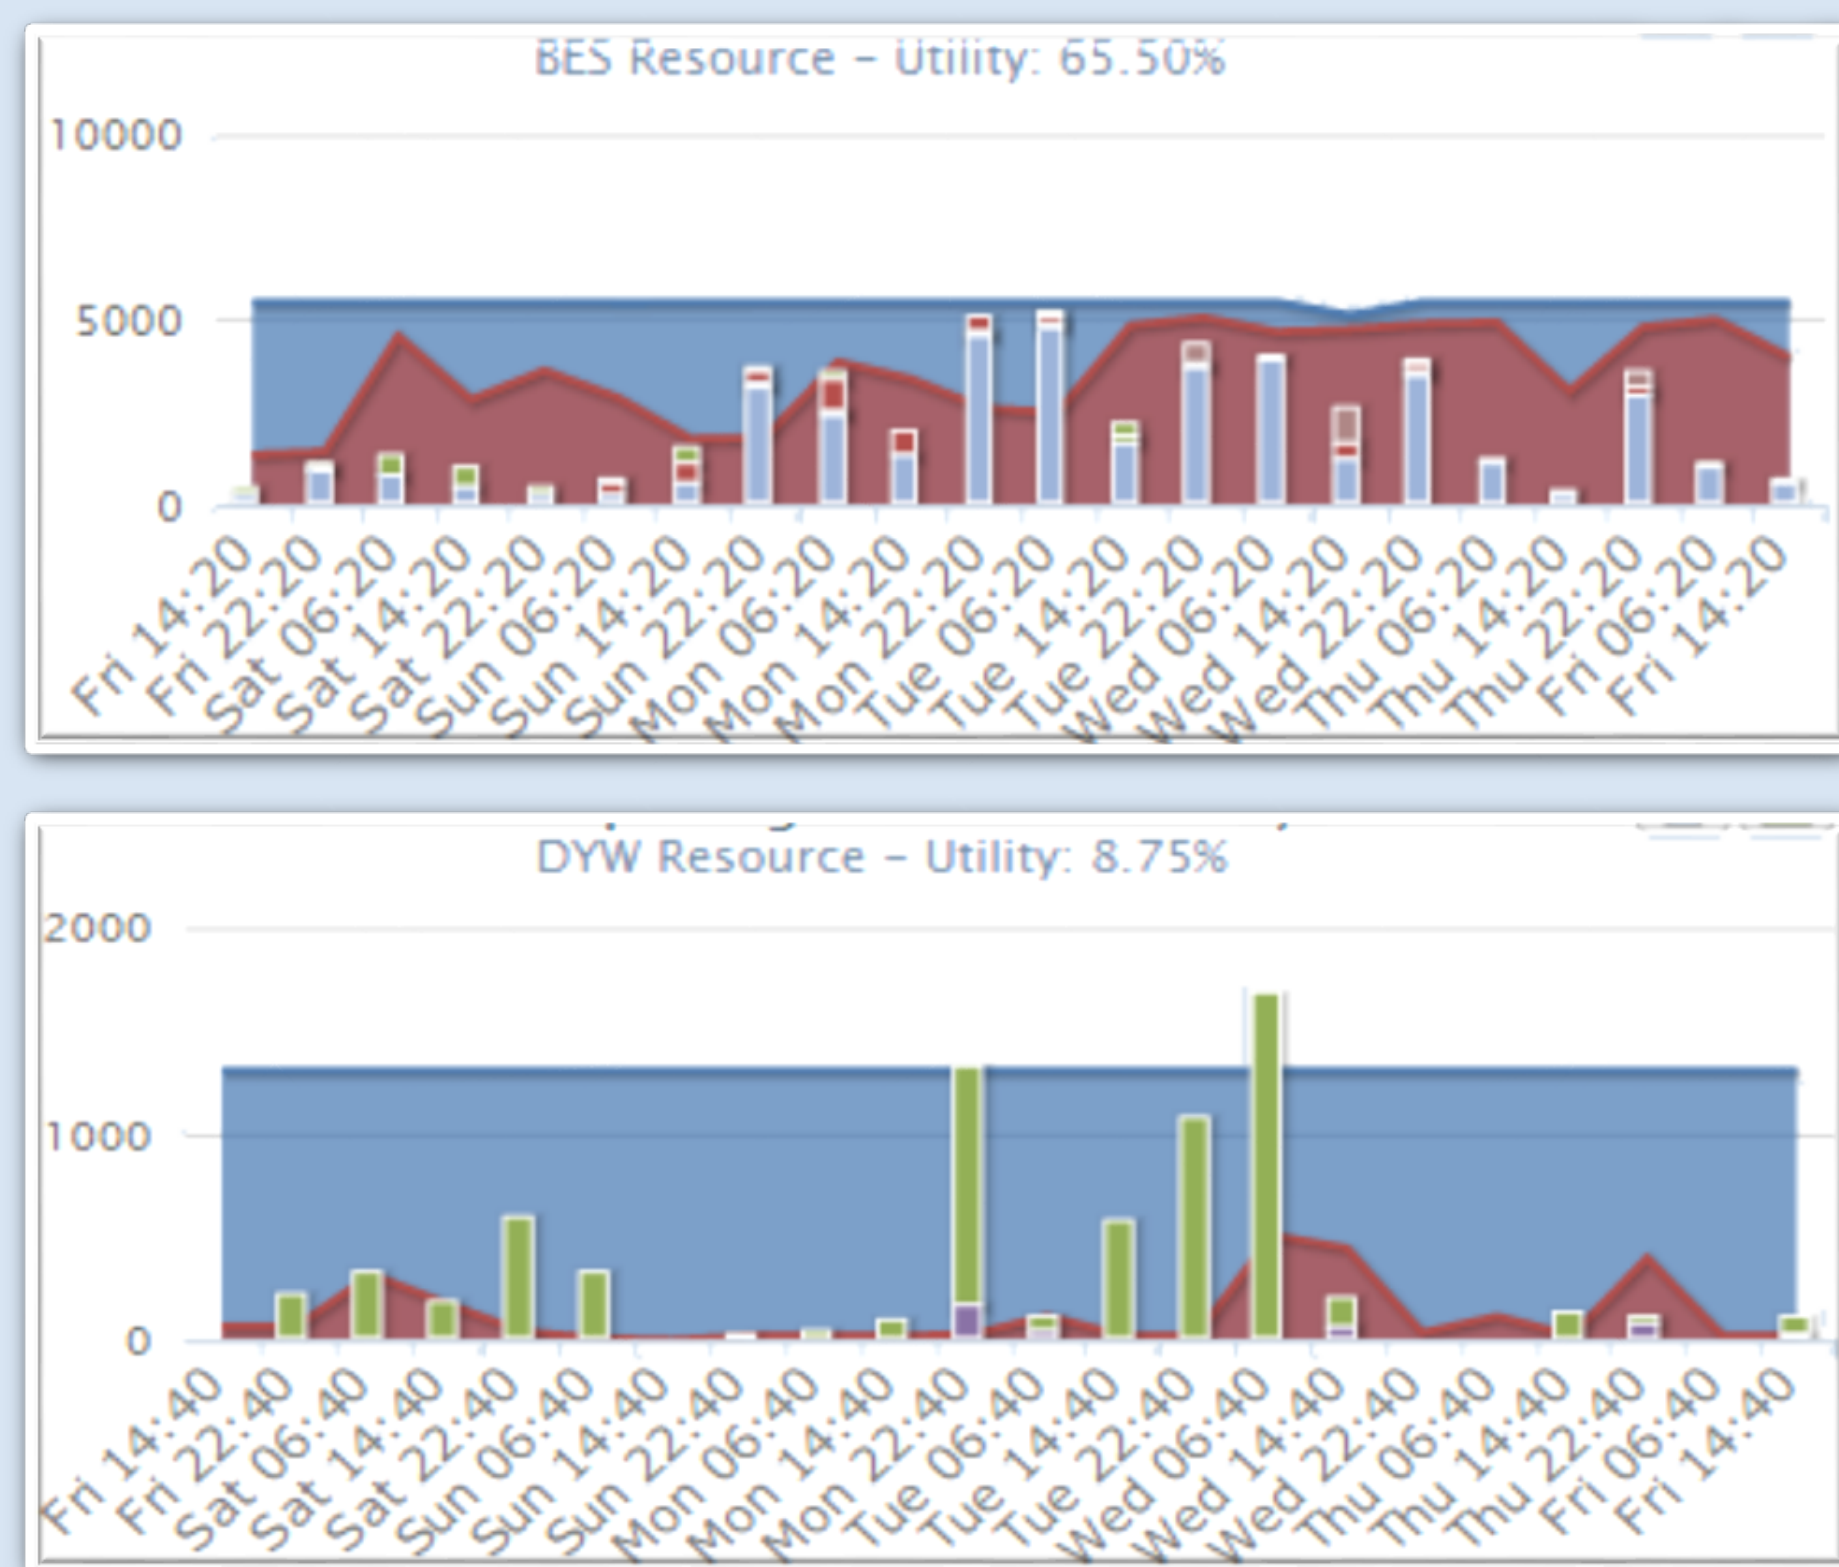 BES Resource – Utility: 65.50%
10000
5000
0
Fri 14:20
Fri 22:20
Sat 06:20
Sat 14:20
Sat 22:20
Sun 06:20
Sun 14:20
Sun 22:20
Mon 06:20
Mon 14:20
Mon 22:20
Tue 06:20
Tue 14:20
Tue 22:20
Wed 06:20
Wed 14:20
Wed 22:20
Thu 06:20
Thu 14:20
Thu 22:20
Fri 06:20
Fri 14:20
DYW Resource – Utility: 8.75%
2000
1000
0
Fri 14:40
Fri 22:40
Sat 06:40
Sat 14:40
Sat 22:40
Sun 06:40
Sun 14:40
Sun 22:40
Mon 06:40
Mon 14:40
Mon 22:40
Tue 06:40
Tue 14:40
Tue 22:40
Wed 06:40
Wed 14:40
Wed 22:40
Thu 06:40
Thu 14:40
Thu 22:40
Fri 06:40
Fri 14:40